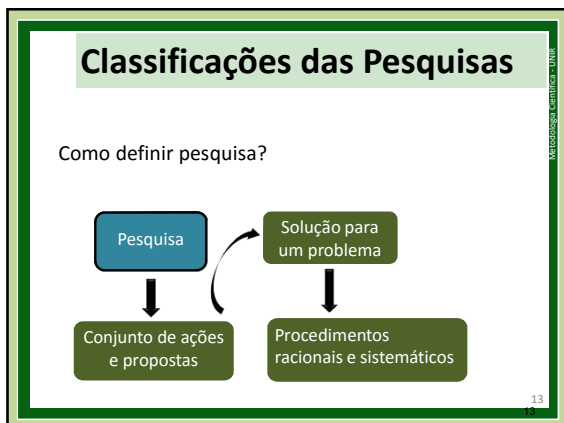 Classificações das Pesquisas
Metodologia Científica - UNIR
Como definir pesquisa?
Pesquisa
Solução para
um problema
Conjunto de ações
e propostas
Procedimentos
racionais e sistemáticos
13
13